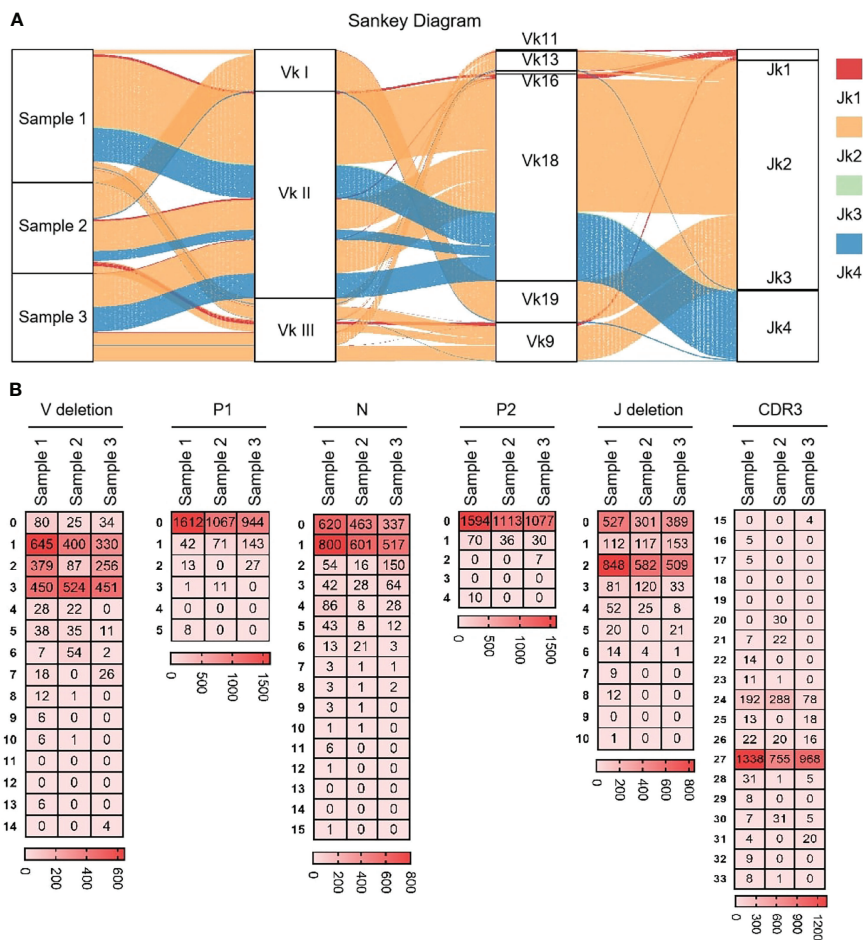 A
Sankey Diagram
Vk11
Sample 1
Vk I
Vk13
Vk16
Jk1
Jk1
Sample 2
Vk II
Vk18
Jk2
Jk2
Jk3
Sample 3
Vk III
Vk19
Vk9
Jk3
Jk4
Jk4
B
V deletion
Sample 1 Sample 2 Sample 3
0 80 25 34
1 645 400 330
2 379 87 256
3 450 524 451
4 28 22 0
5 38 35 11
6 7 54 2
7 18 0 26
8 12 1 0
9 6 0 0
10 6 1 0
11 0 0 0
12 0 0 0
13 6 0 0
14 0 0 4
0 200 400 600
P1
Sample 1 Sample 2 Sample 3
0 1612 1067 944
1 42 71 143
2 13 0 27
3 1 11 0
4 0 0 0
5 8 0 0
0 500 1000 1500
N
Sample 1 Sample 2 Sample 3
0 620 463 337
1 800 601 517
2 54 16 150
3 42 28 64
4 86 8 28
5 43 8 12
6 13 21 3
7 3 1 1
8 3 1 2
9 3 1 0
10 1 1 0
11 6 0 0
12 1 0 0
13 0 0 0
14 0 0 0
15 1 0 0
0 200 400 600 800
P2
Sample 1 Sample 2 Sample 3
0 1594 1113 1077
1 70 36 30
2 0 0 7
3 0 0 0
4 10 0 0
0 500 1000 1500
J deletion
Sample 1 Sample 2 Sample 3
0 527 301 389
1 112 117 153
2 848 582 509
3 81 120 33
4 52 25 8
5 20 0 21
6 14 4 1
7 9 0 0
8 12 0 0
9 0 0 0
10 1 0 0
0 200 400 600 800
CDR3
Sample 1 Sample 2 Sample 3
15 0 0 4
16 5 0 0
17 5 0 0
18 0 0 0
19 0 0 0
20 0 30 0
21 7 22 0
22 14 0 0
23 11 1 0
24 192 288 78
25 13 0 18
26 22 20 16
27 1338 755 968
28 31 1 5
29 8 0 0
30 7 31 5
31 4 0 20
32 9 0 0
33 8 1 0
0 300 600 900 1200